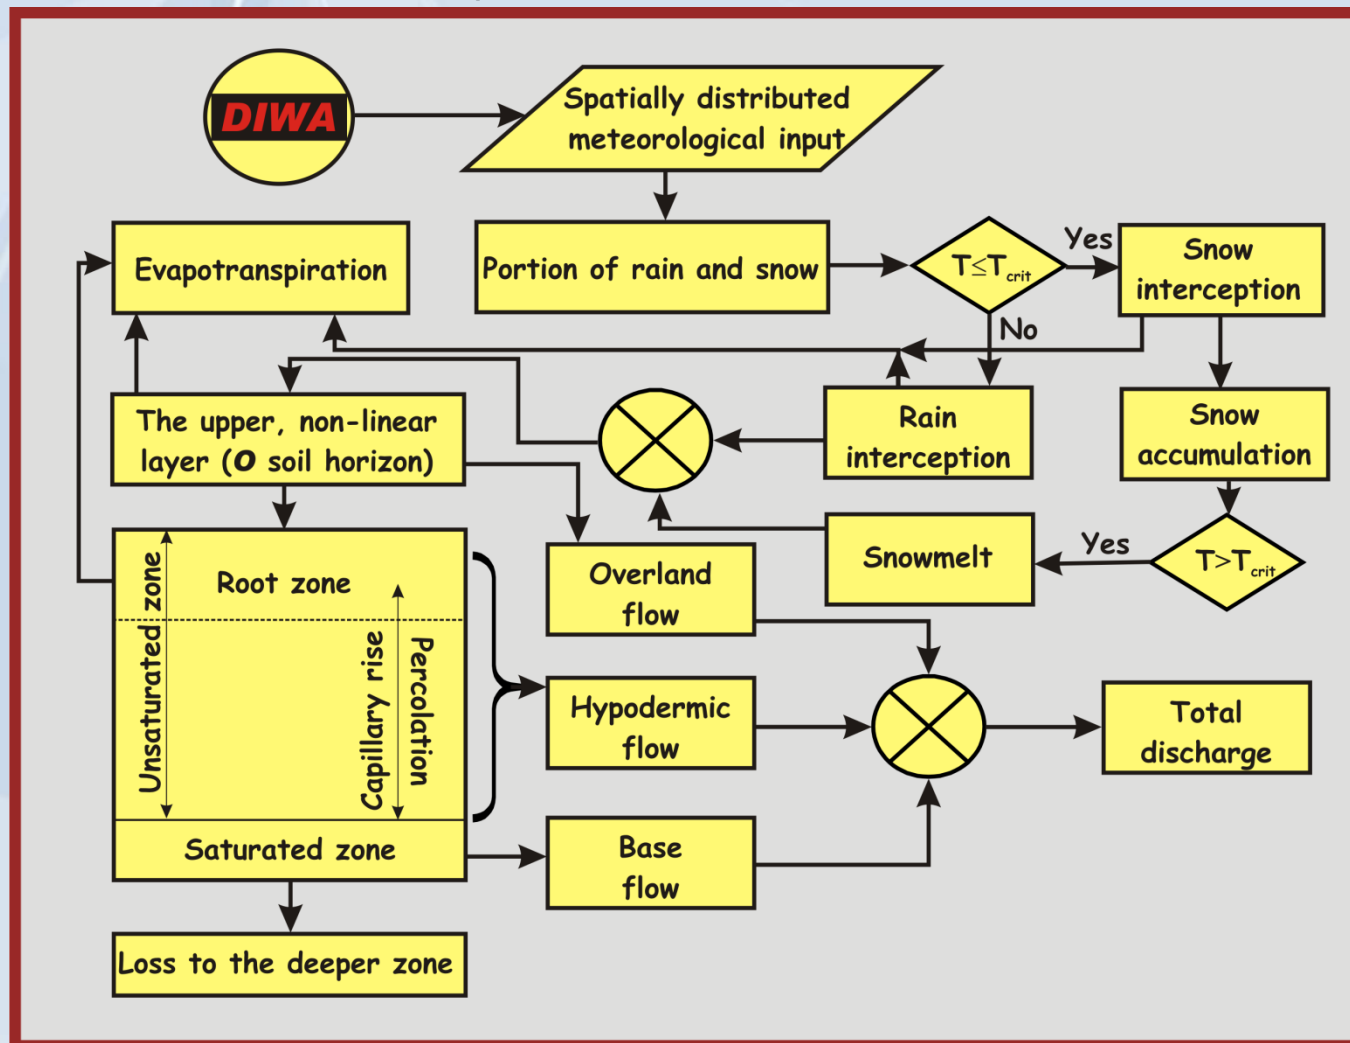 DIWA
Spatially distributed
meteorological input
Evapotranspiration
Portion of rain and snow
T≤Tcrit
Yes
Snow
interception
No
The upper, non-linear
layer (O soil horizon)
Rain
interception
Snow
accumulation
Root zone
Unsaturated zone
Capillary rise
Percolation
Overland
flow
Snowmelt
Yes
T>Tcrit
Hypodermic
flow
Total
discharge
Saturated zone
Base
flow
Loss to the deeper zone